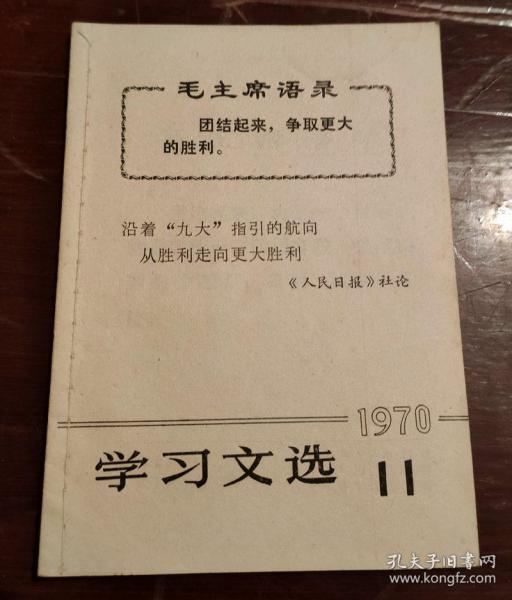 毛主席语录
团结起来，争取更大
的胜利。
沿着“九大”指引的航向
从胜利走向更大胜利
《人民日报》社论
1970
学习文选 11
孔夫子旧书网
www.kongfz.com